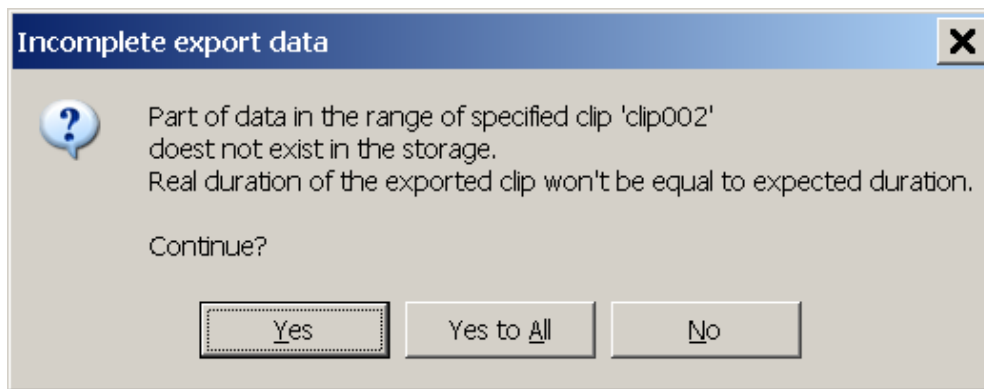 Incomplete export data
Part of data in the range of specified clip 'clip002'
doest not exist in the storage.
Real duration of the exported clip won't be equal to expected duration.
Continue?
Yes
Yes to All
No